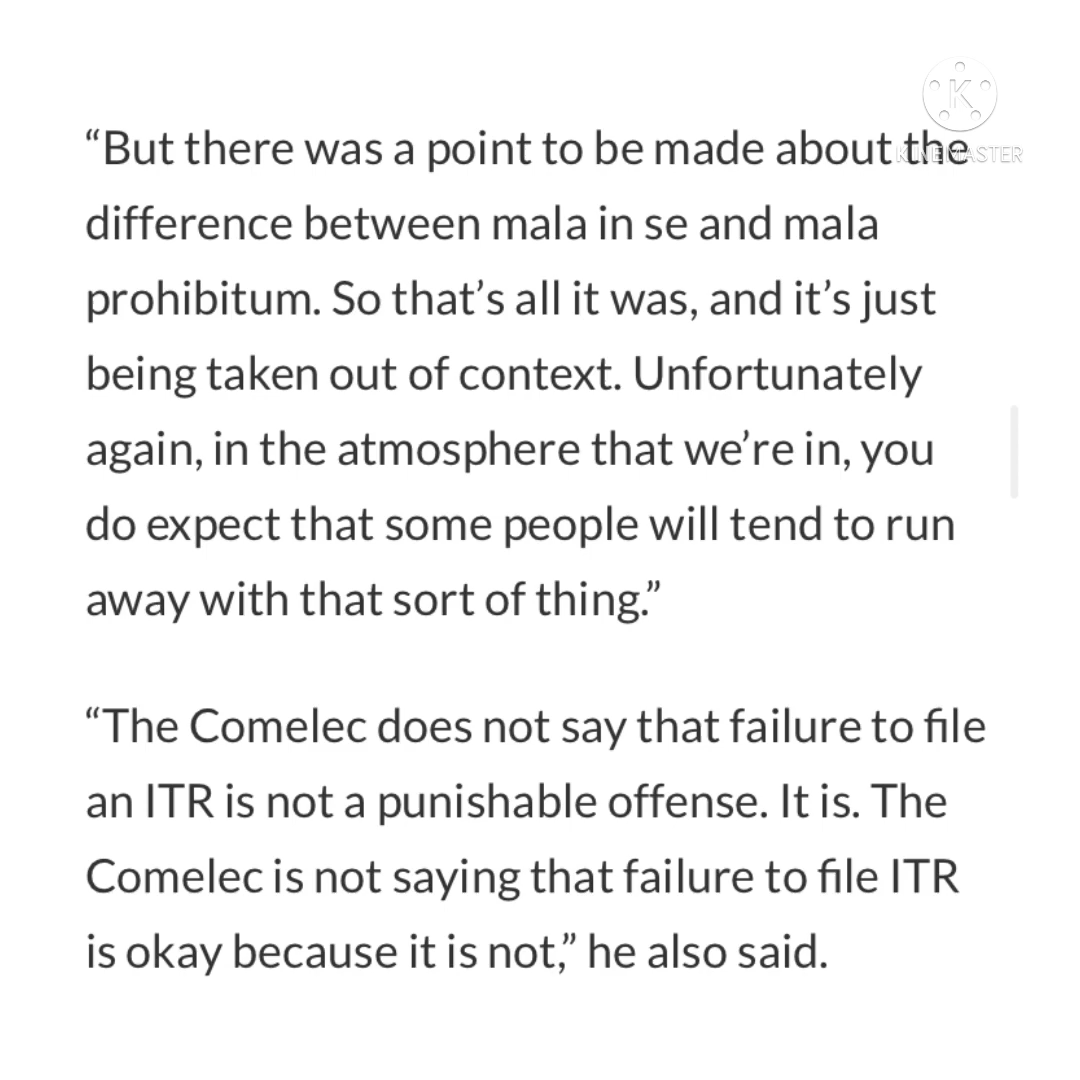 “But there was a point to be made about the
KINEMASTER
difference between mala in se and mala
prohibitum. So that’s all it was, and it’s just
being taken out of context. Unfortunately
again, in the atmosphere that we’re in, you
do expect that some people will tend to run
away with that sort of thing.”
“The Comelec does not say that failure to file
an ITR is not a punishable offense. It is. The
Comelec is not saying that failure to file ITR
is okay because it is not,” he also said.